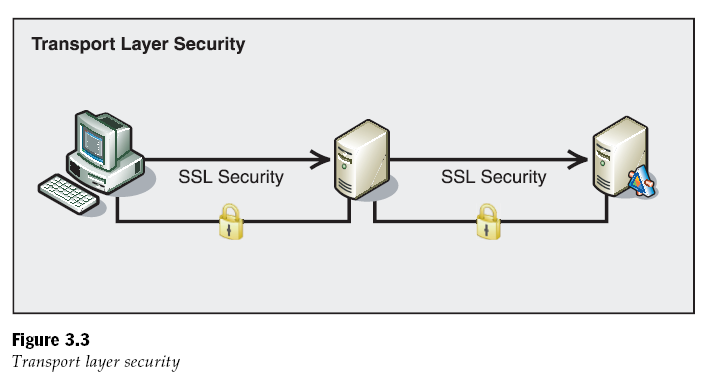 Transport Layer Security
SSL Security
SSL Security
Figure 3.3
Transport layer security